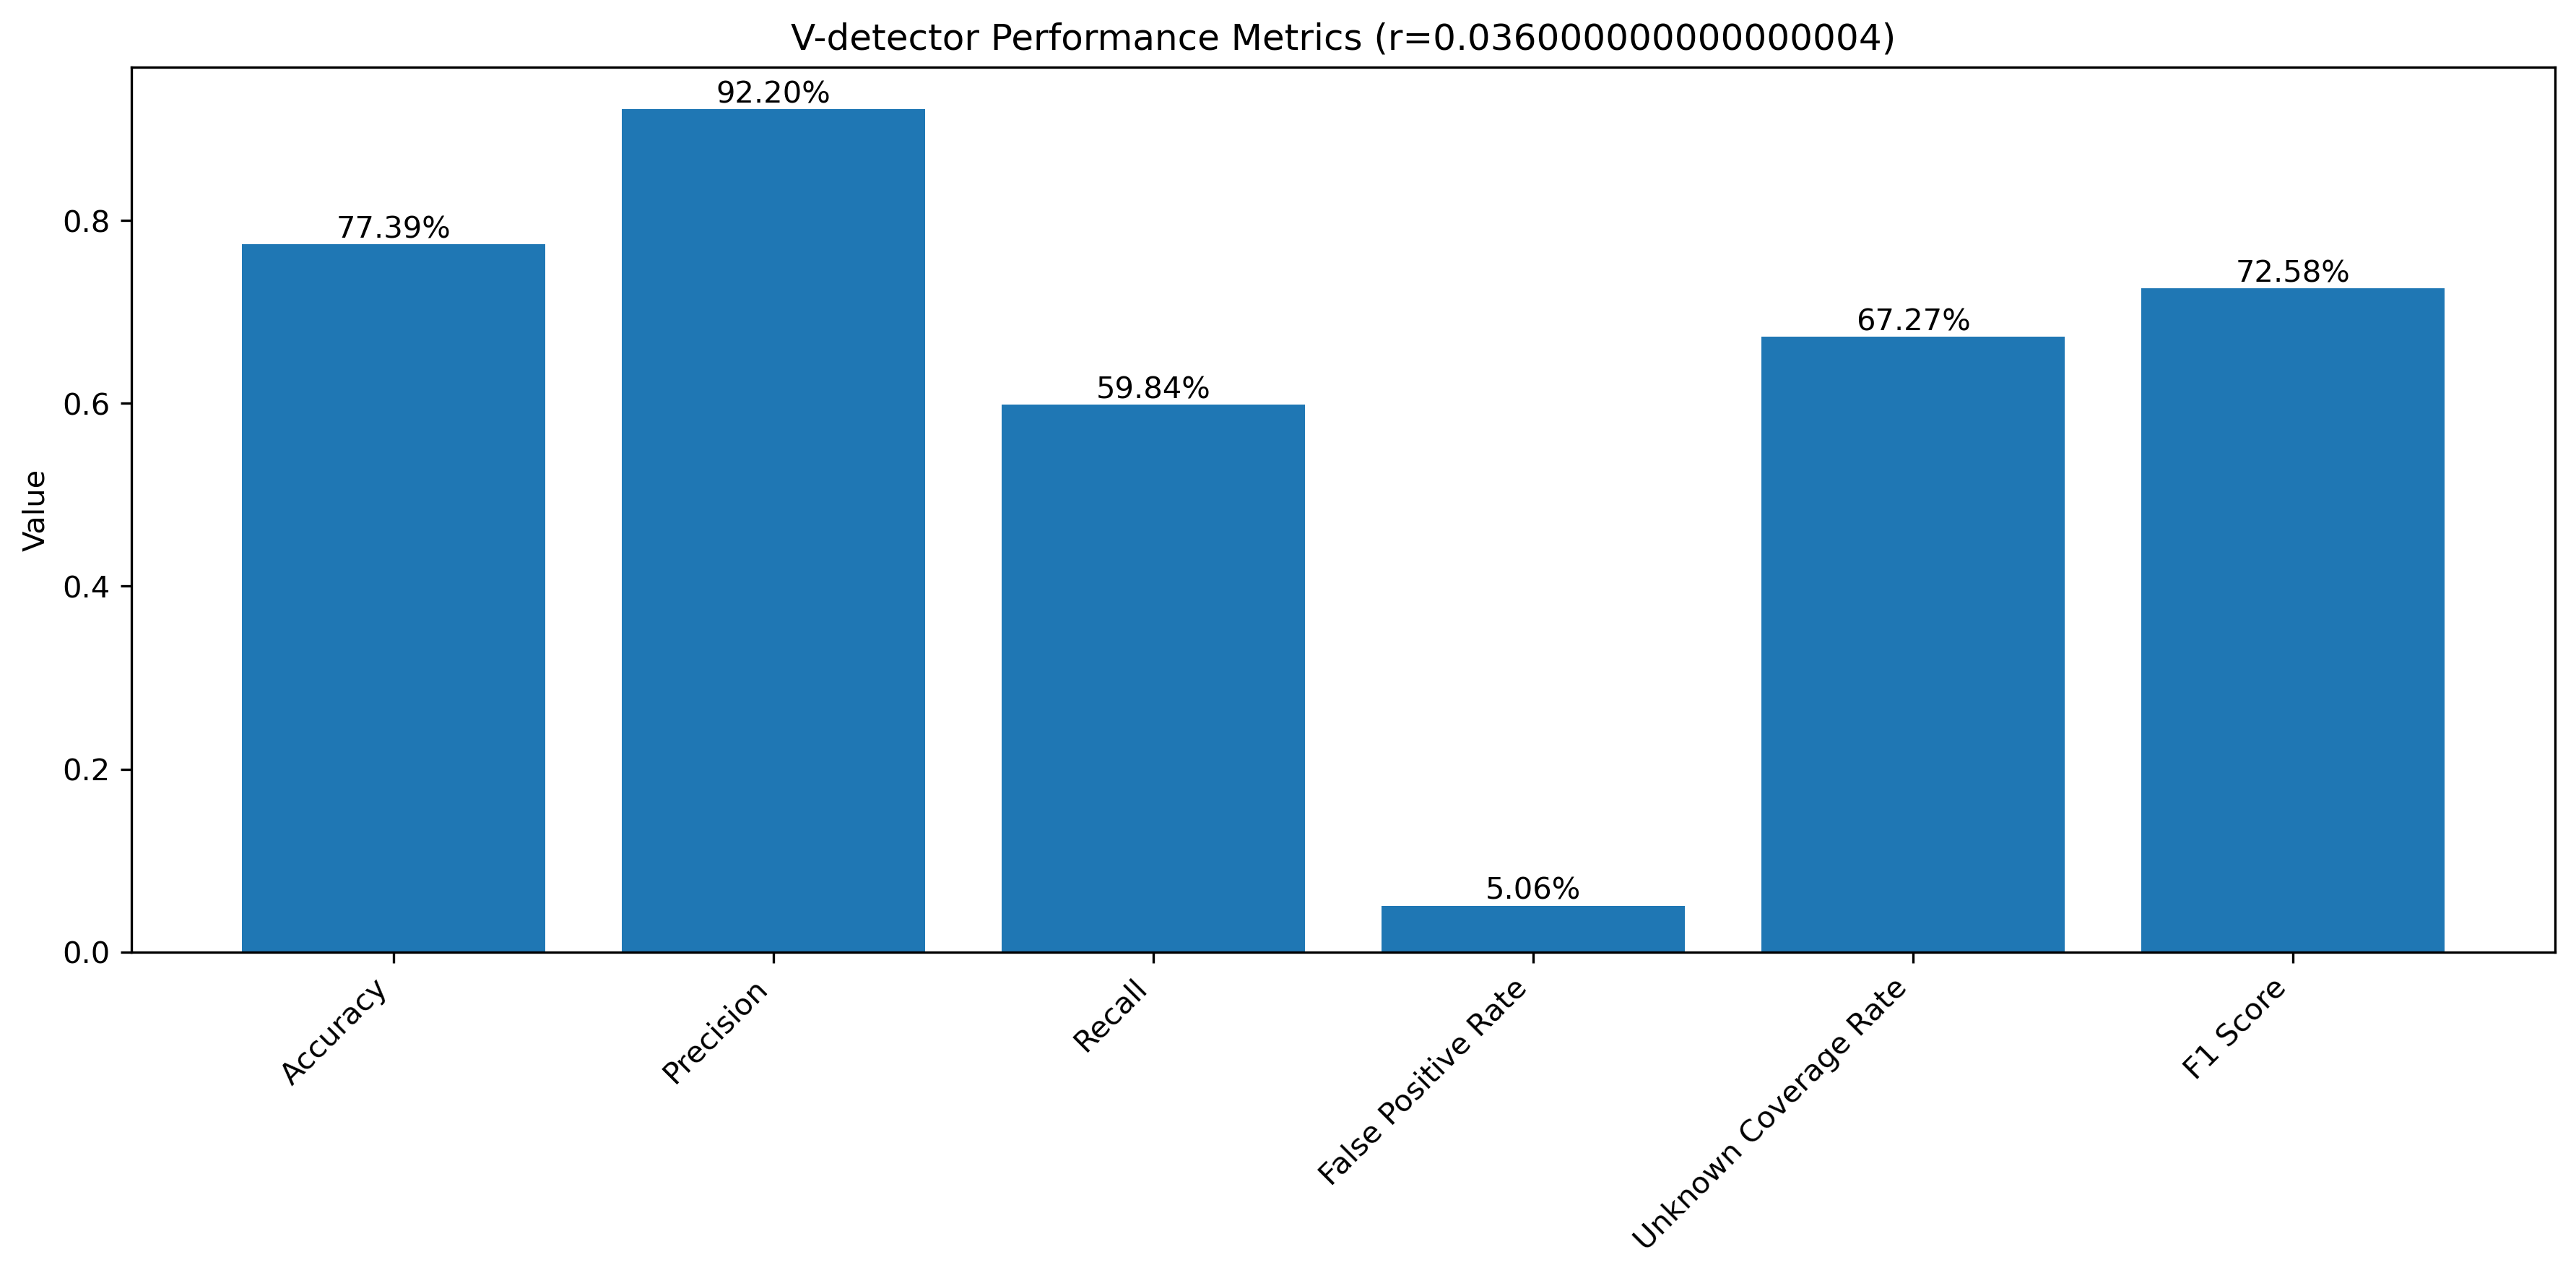 V-detector Performance Metrics (r=0.036000000000000004)
Value
0.8
0.6
0.4
0.2
0.0
77.39%
92.20%
59.84%
5.06%
67.27%
72.58%
Accuracy
Precision
Recall
False Positive Rate
Unknown Coverage Rate
F1 Score